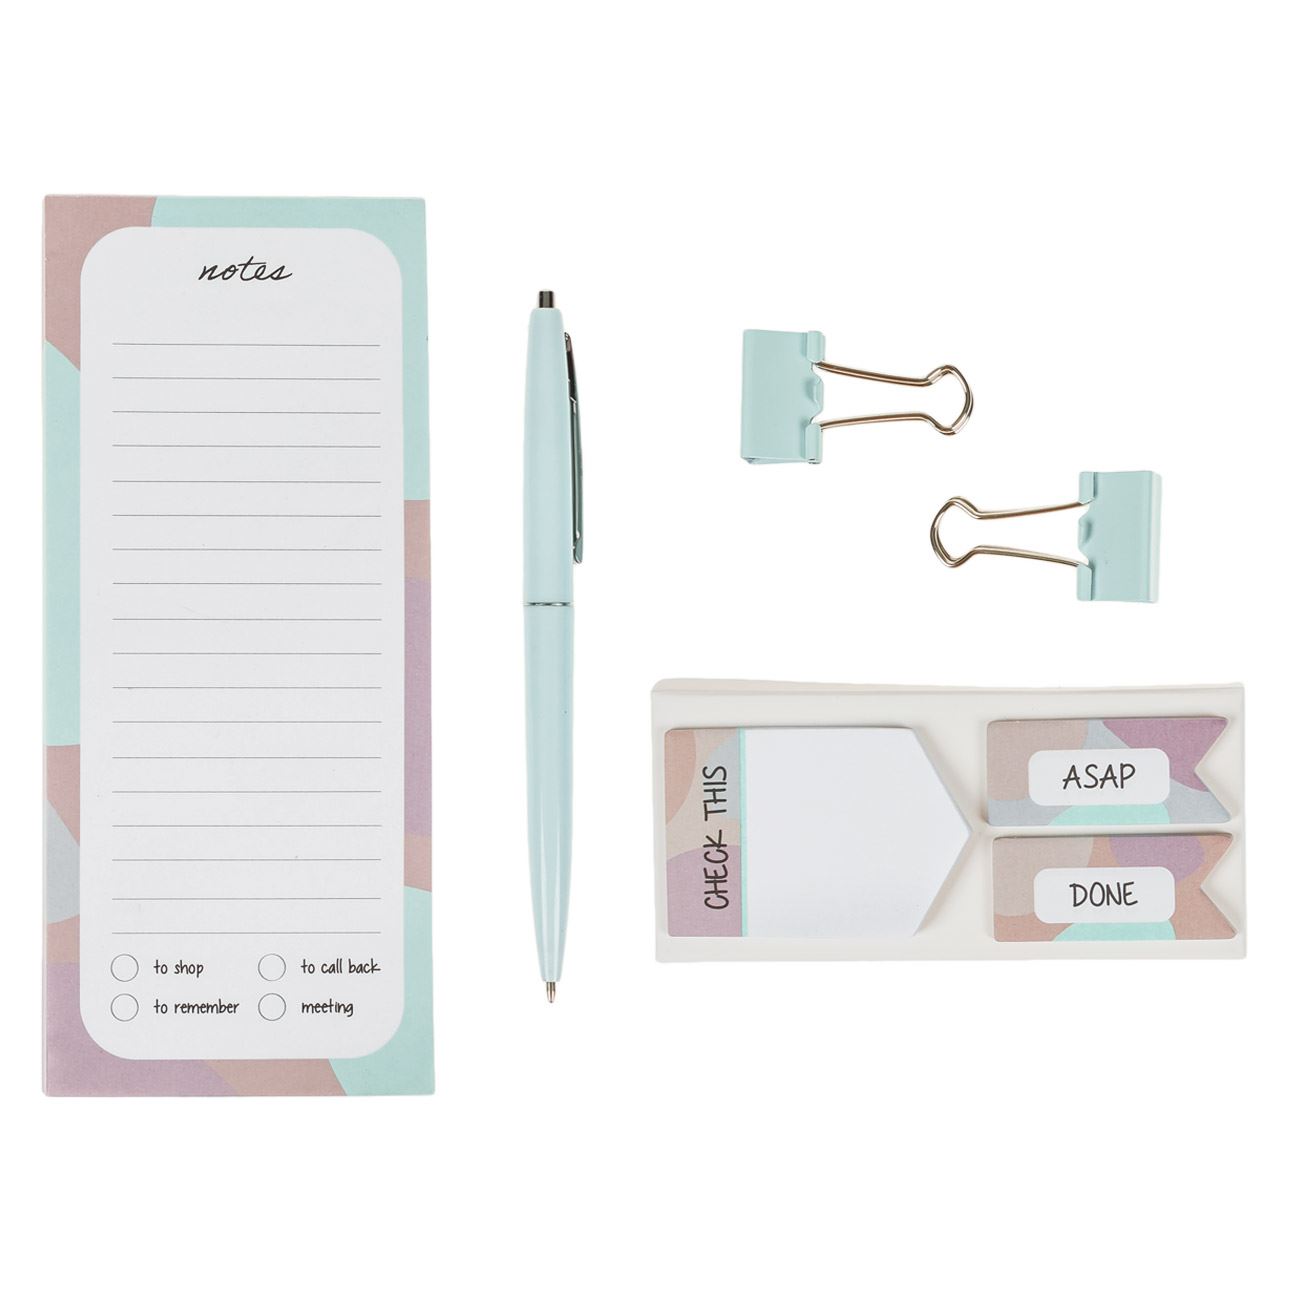 notes
to shop
to call back
to remember
meeting
CHECK THIS
ASAP
DONE